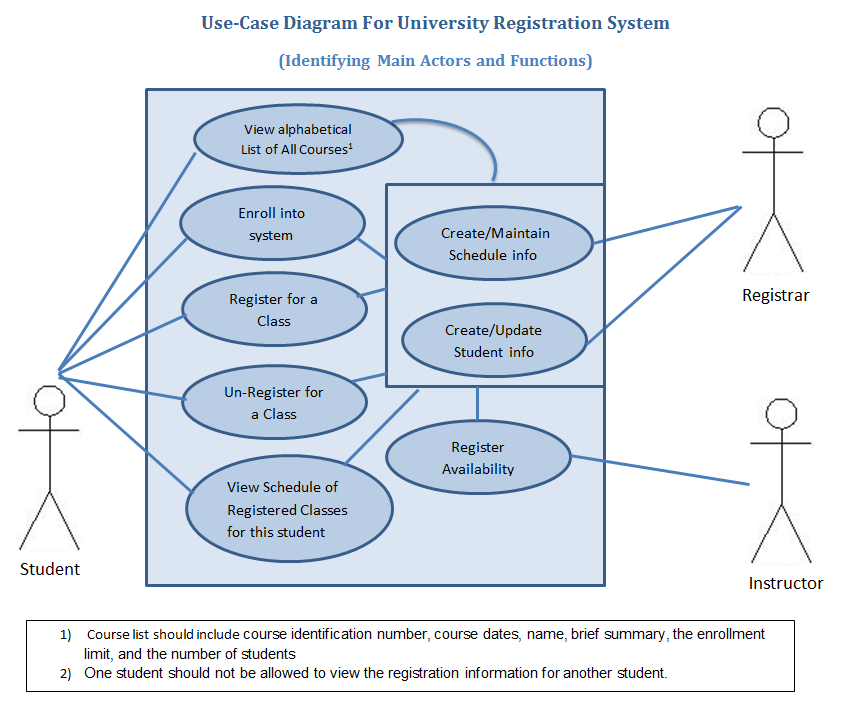 Use-Case Diagram For University Registration System
(Identifying Main Actors and Functions)
View alphabetical
List of All Courses¹
Enroll into
system
Create/Maintain
Schedule info
Registrar
Register for a
Class
Create/Update
Student info
Un-Register for
a Class
Register
Availability
View Schedule of
Registered Classes
for this student
Student
Instructor
1) Course list should include course identification number, course dates, name, brief summary, the enrollment
limit, and the number of students
2) One student should not be allowed to view the registration information for another student.